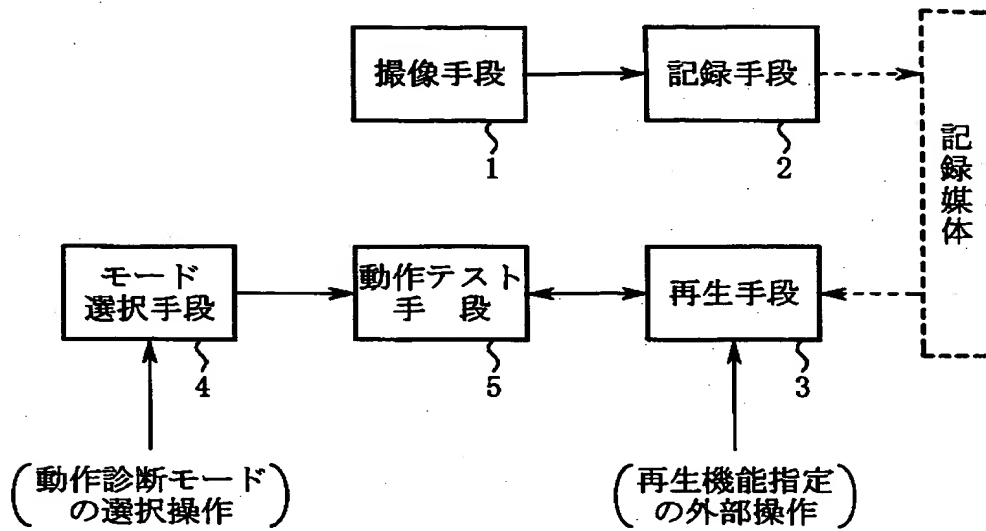 撮像手段
記録手段
1
2
記録媒体
モード
選択手段
動作テスト
手 段
再生手段
4
5
3
(動作診断モード
の選択操作)
(再生機能指定
の外部操作)